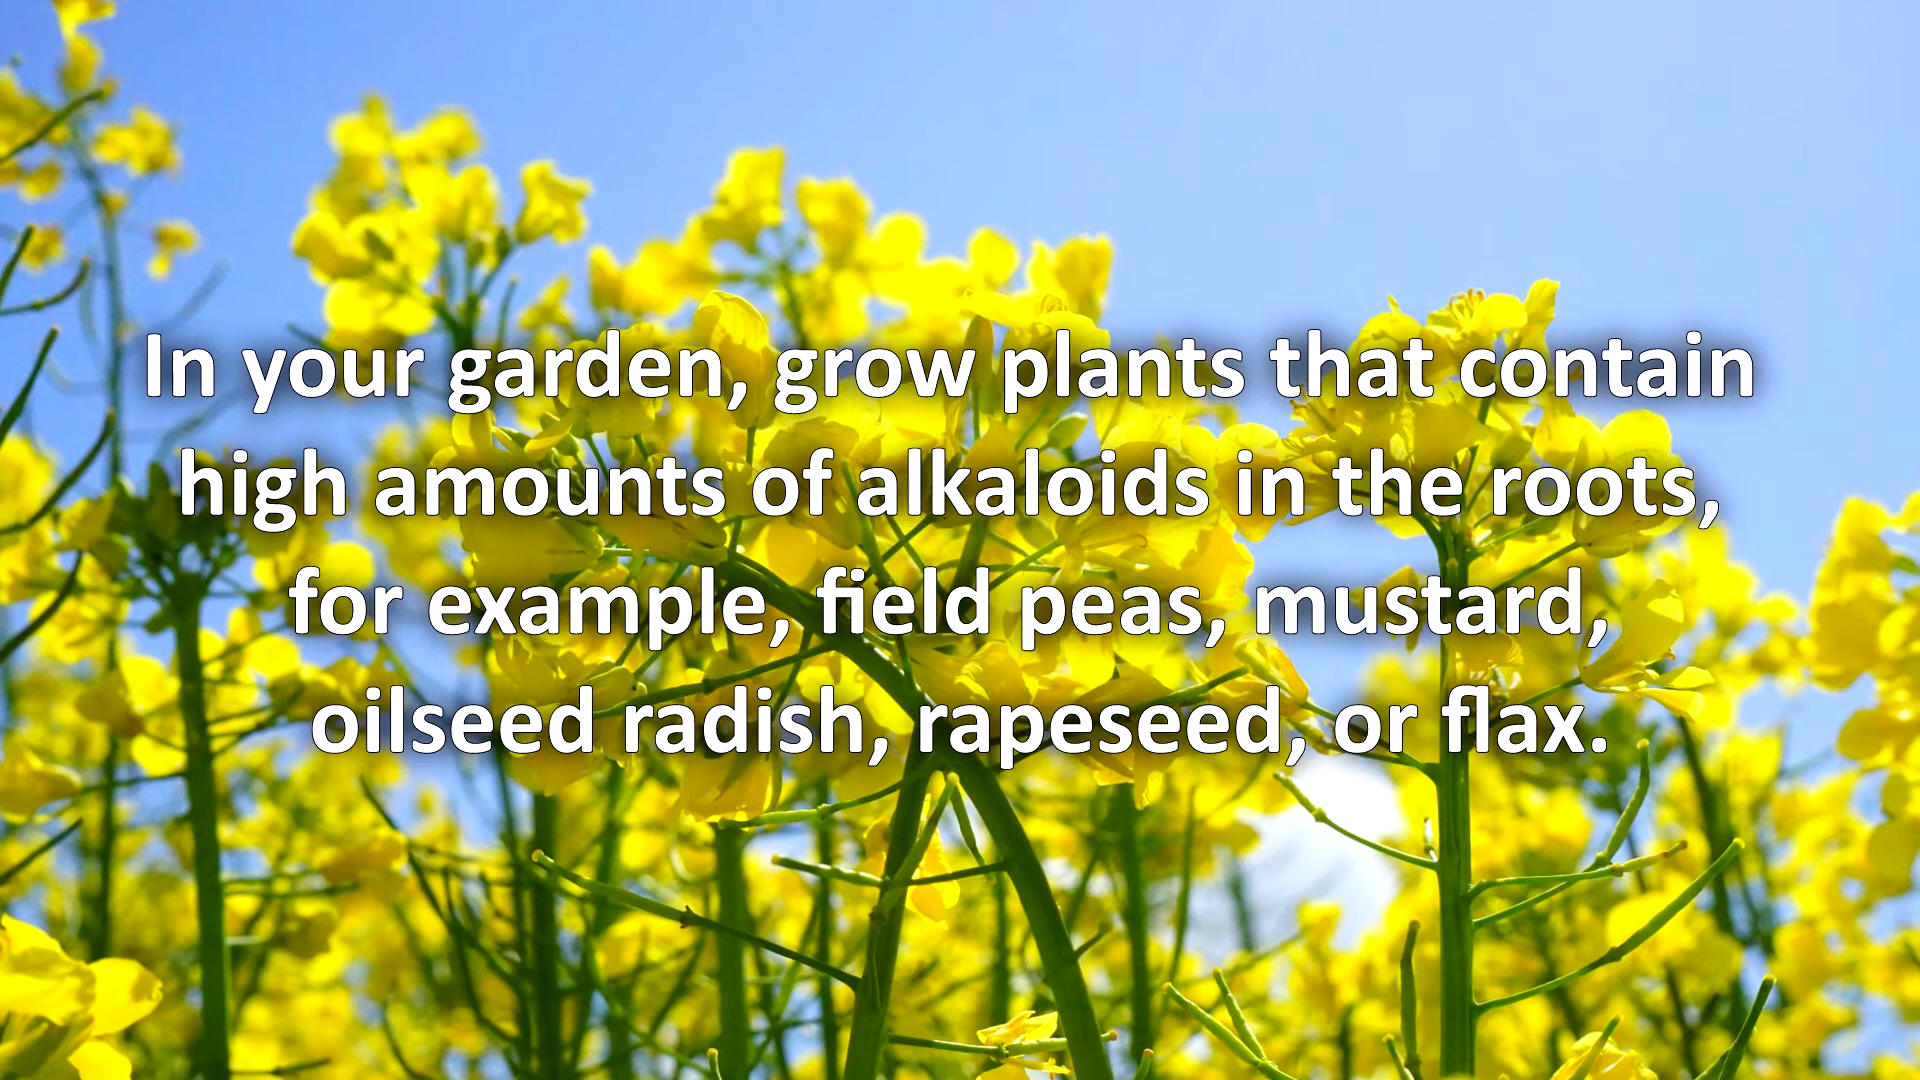 In your garden, grow plants that contain
high amounts of alkaloids in the roots,
for example, field peas, mustard,
oilseed radish, rapeseed, or flax.